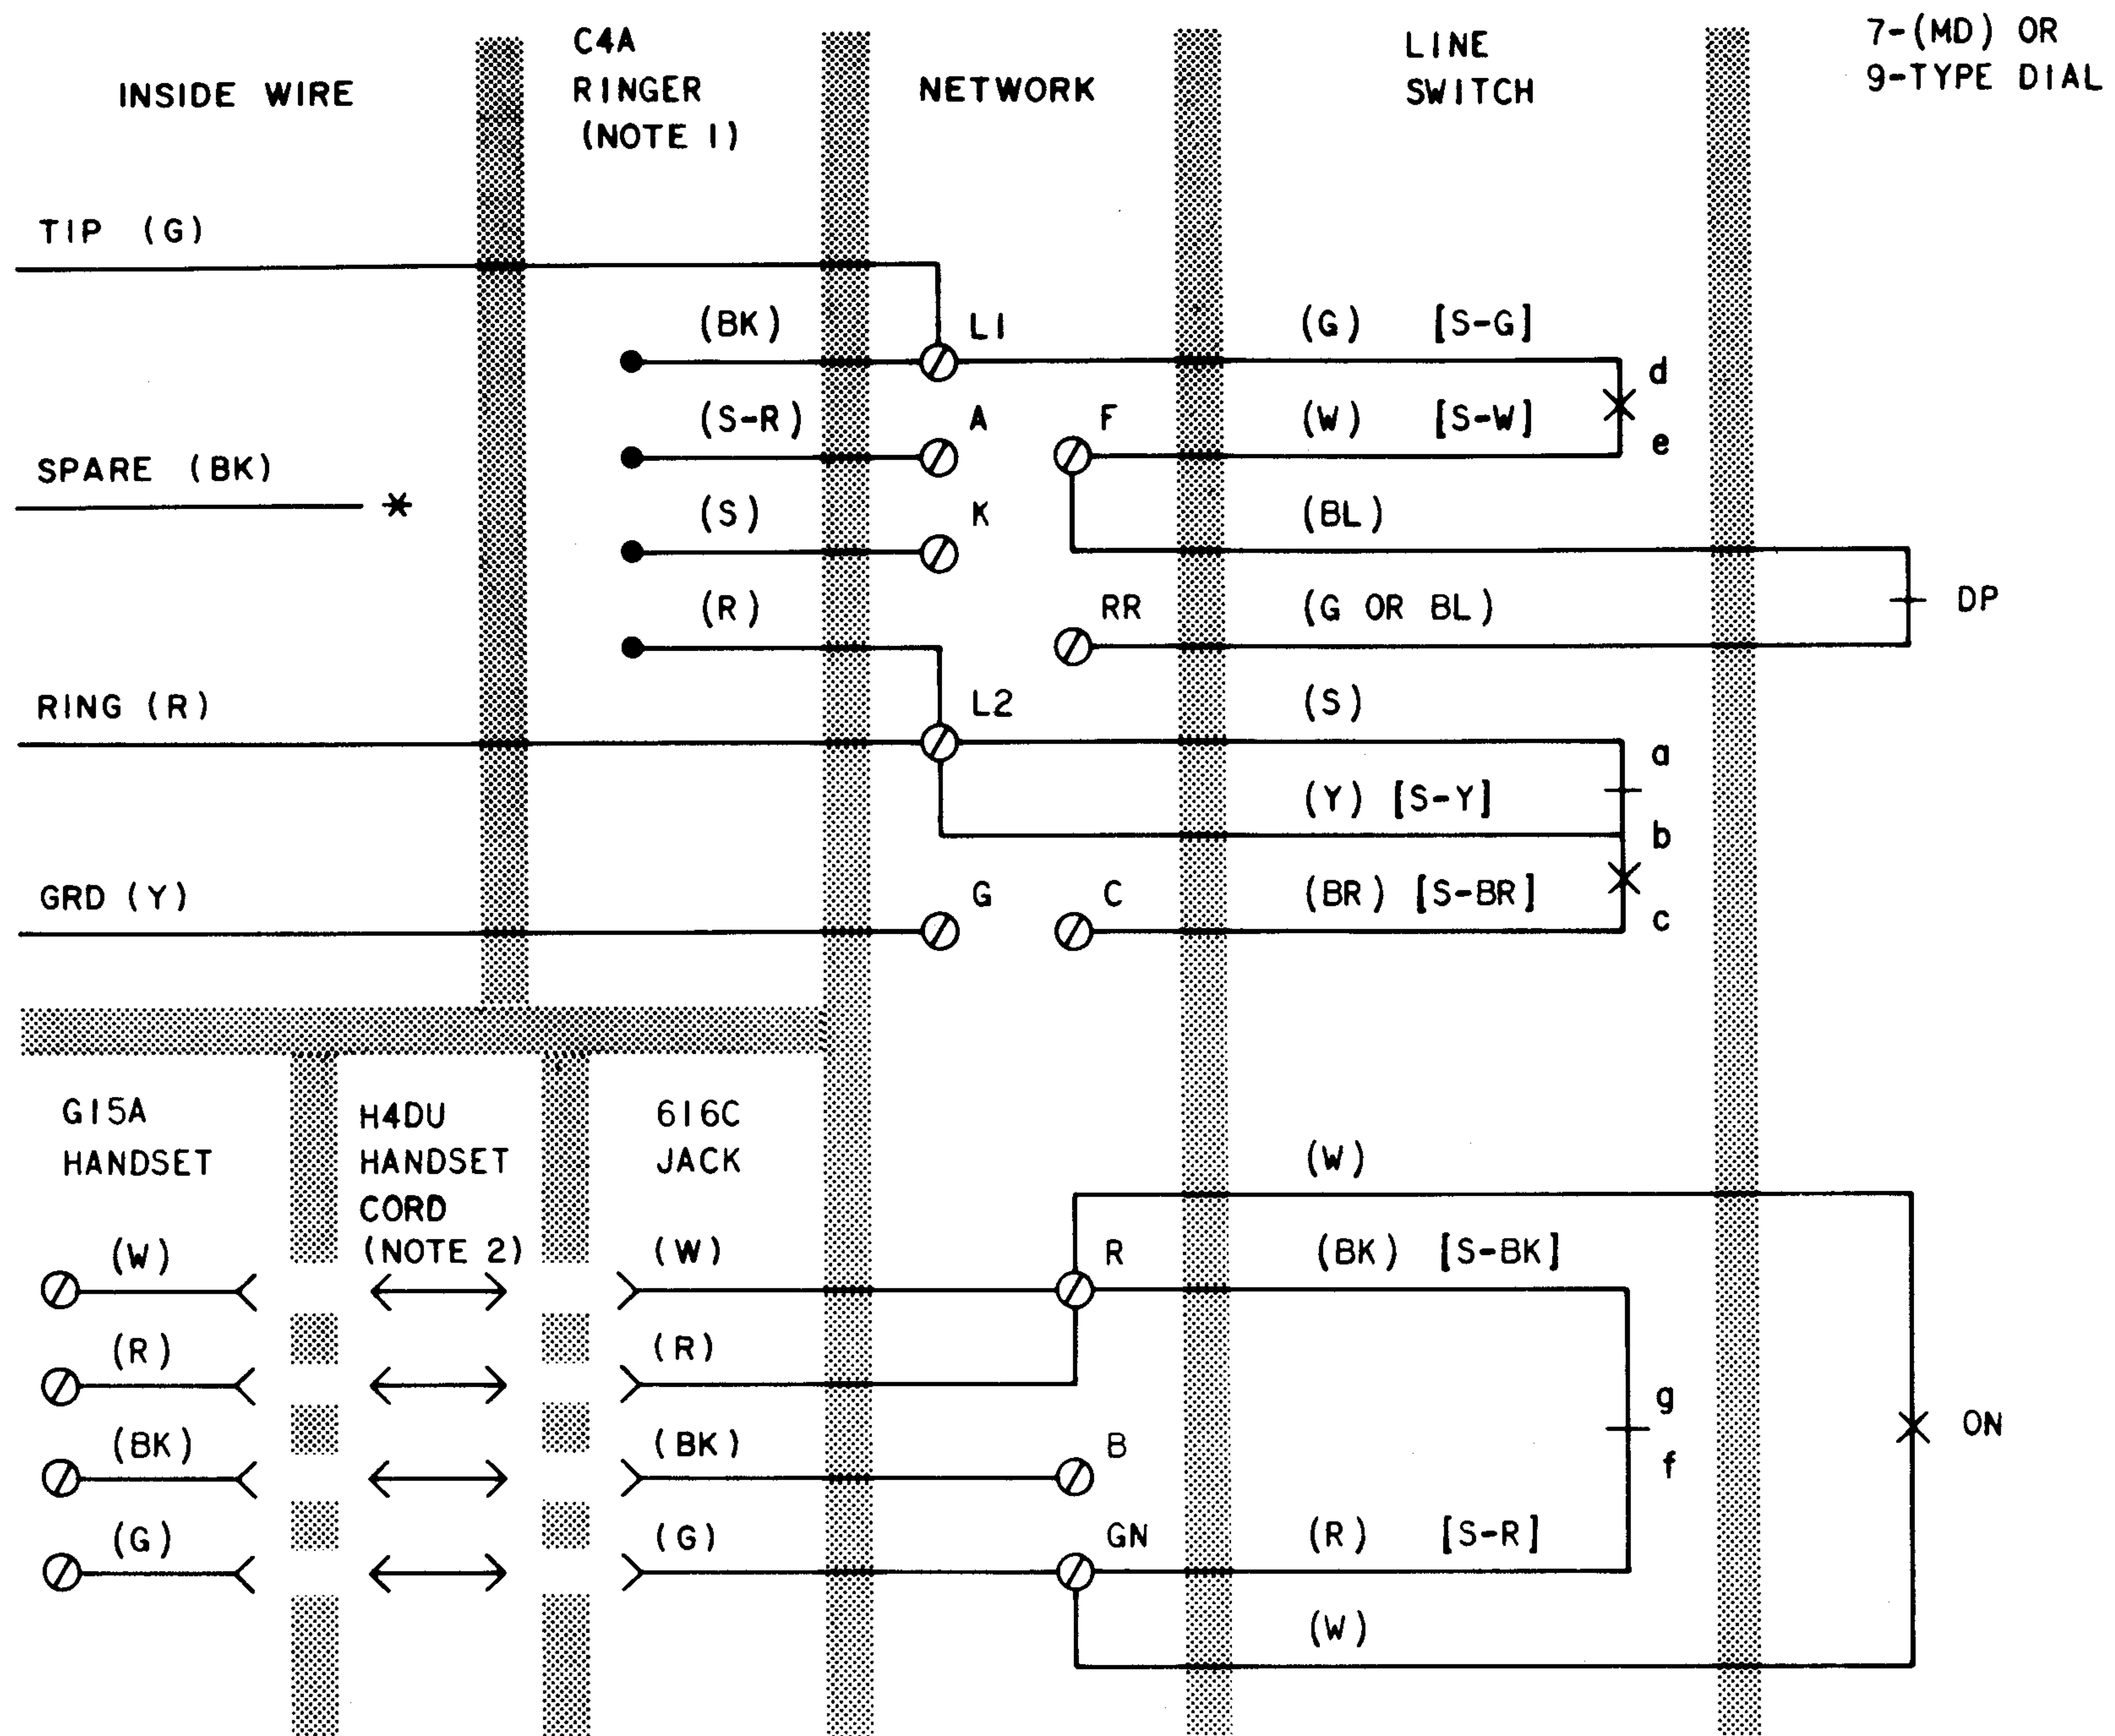 INSIDE WIRE
C4A
RINGER
(NOTE 1)
NETWORK
LINE
SWITCH
7-(MD) OR
9-TYPE DIAL
TIP (G)
(BK)
L1
(G) [S-G]
d
(S-R)
A
F
(W) [S-W]
e
SPARE (BK)
*
(S)
K
(BL)
(R)
RR
(G OR BL)
DP
RING (R)
L2
(S)
a
(Y) [S-Y]
b
GRD (Y)
G
C
(BR) [S-BR]
c
G15A
HANDSET
H4DU
HANDSET
CORD
(NOTE 2)
616C
JACK
(W)
(W)
(W)
R
(BK) [S-BK]
(R)
(R)
g
ON
(BK)
(BK)
B
f
(G)
(G)
GN
(R) [S-R]
(W)